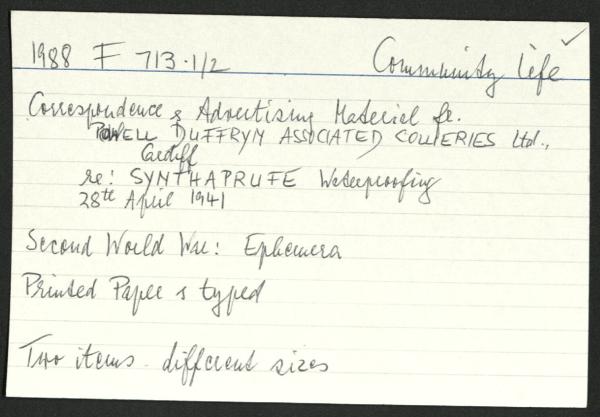 1988 F 713.1/2 Community life ✓
Correspondence & Advertising Material fr.
POWELL DUFFRYN ASSOCIATED COLLIERIES Ltd.,
Cardiff
re: SYNTHAPRUFE Waterproofing
28th April 1941
Second World War: Ephemera
Printed Paper & typed
Two items - different sizes